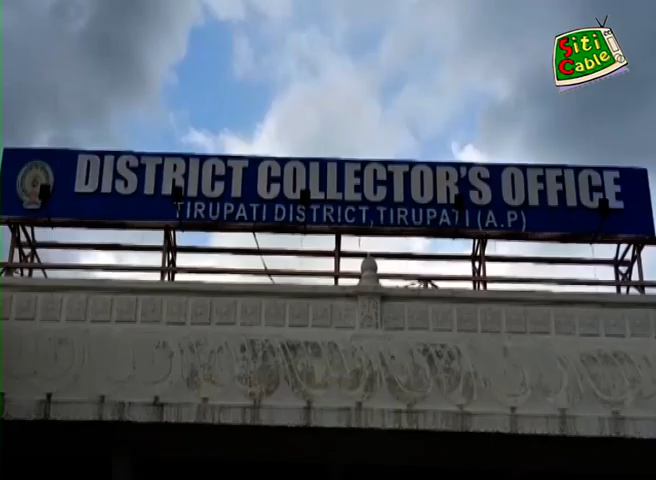 Siti
Cable
DISTRICT COLLECTOR'S OFFICE
TIRUPATI DISTRICT, TIRUPATI (A.P)